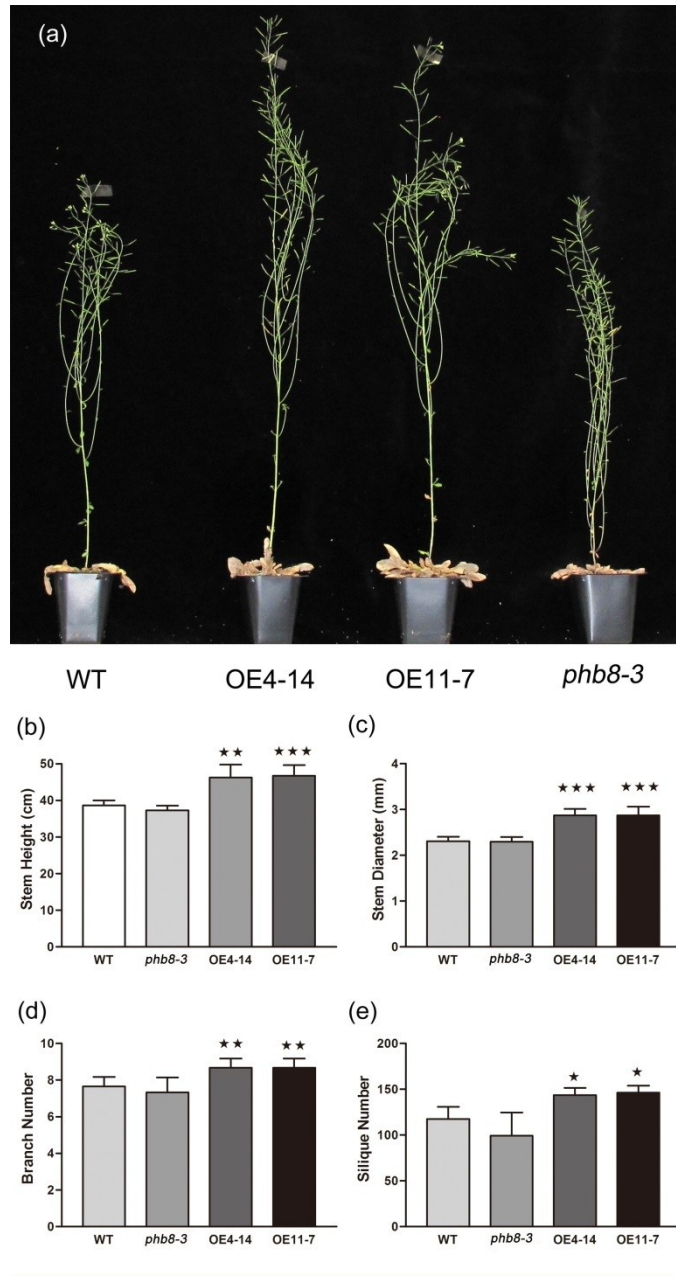 (a)
WT OE4-14 OE11-7 phb8-3
(b)
Stem Height (cm)
50
40
30
20
10
0
★★ ★★★
WT phb8-3 OE4-14 OE11-7
(c)
Stem Diameter (mm)
4
3
2
1
0
★★★ ★★★
WT phb8-3 OE4-14 OE11-7
(d)
Branch Number
10
8
6
4
2
0
★★ ★★
WT phb8-3 OE4-14 OE11-7
(e)
Silique Number
200
150
100
50
0
★ ★
WT phb8-3 OE4-14 OE11-7